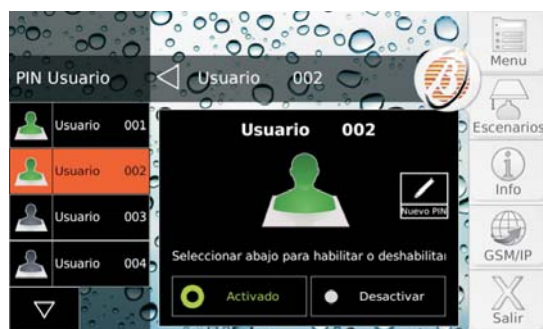 PIN Usuario
Usuario 002
Usuario 001
Usuario 002
Usuario 003
Usuario 004
Usuario 002
Nuevo PIN
Seleccionar abajo para habilitar o deshabilitar
Activado
Desactivar
Menu
Escenarios
Info
GSM/IP
Salir